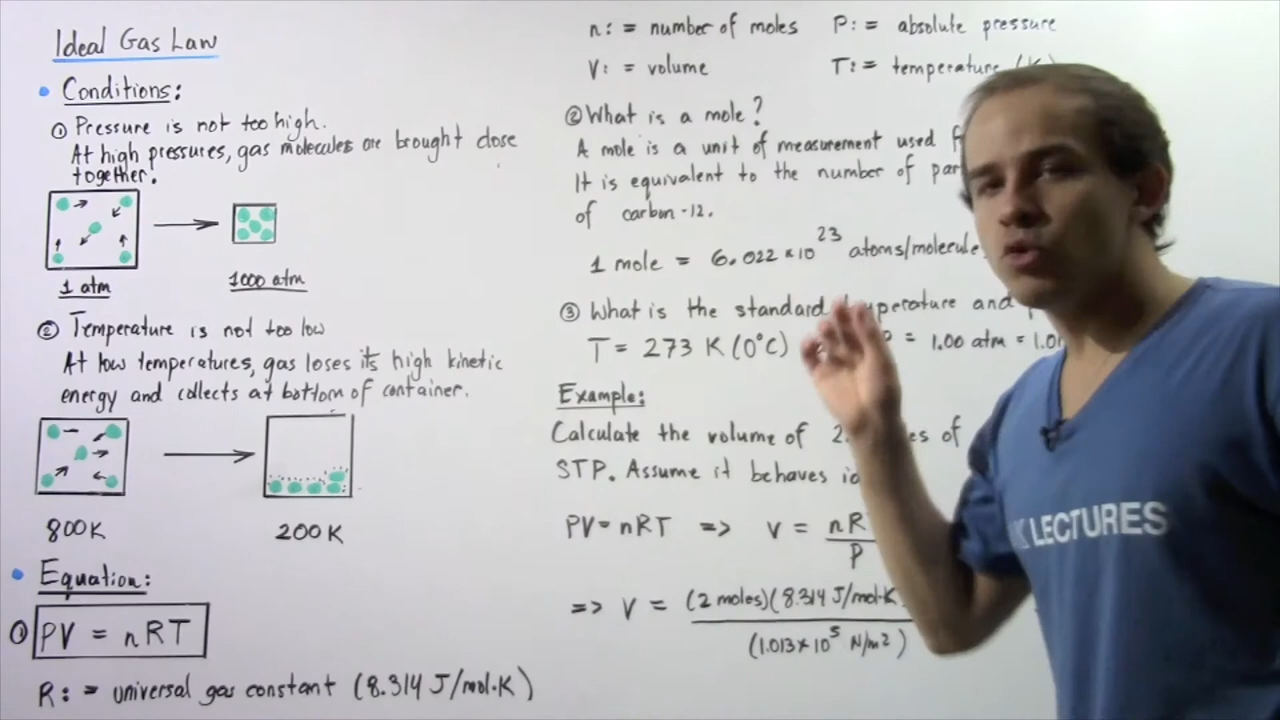 Ideal Gas Law
• Conditions:
① Pressure is not too high.
At high pressures, gas molecules are brought close
together.
1 atm
1000 atm
② Temperature is not too low
At low temperatures, gas loses its high kinetic
energy and collects at bottom of container.
800K
200K
• Equation:
① PV = nRT
R: = universal gas constant (8.314 J/mol·K)
n: = number of moles P: = absolute pressure
V: = volume T: = temperature (K)
② What is a mole?
A mole is a unit of measurement used
It is equivalent to the number of
of carbon-12.
1 mole = 6.022 × 10^23 atoms/molecule
③ What is the standard temperature and
T = 273 K (0°C) P = 1.00 atm =
Example:
Calculate the volume of of
STP. Assume it behaves
PV = nRT => V = nR
P
=> V = (2 moles)(8.314 J/mol·K
(1.013×10^5 N/m²)
LECTURES